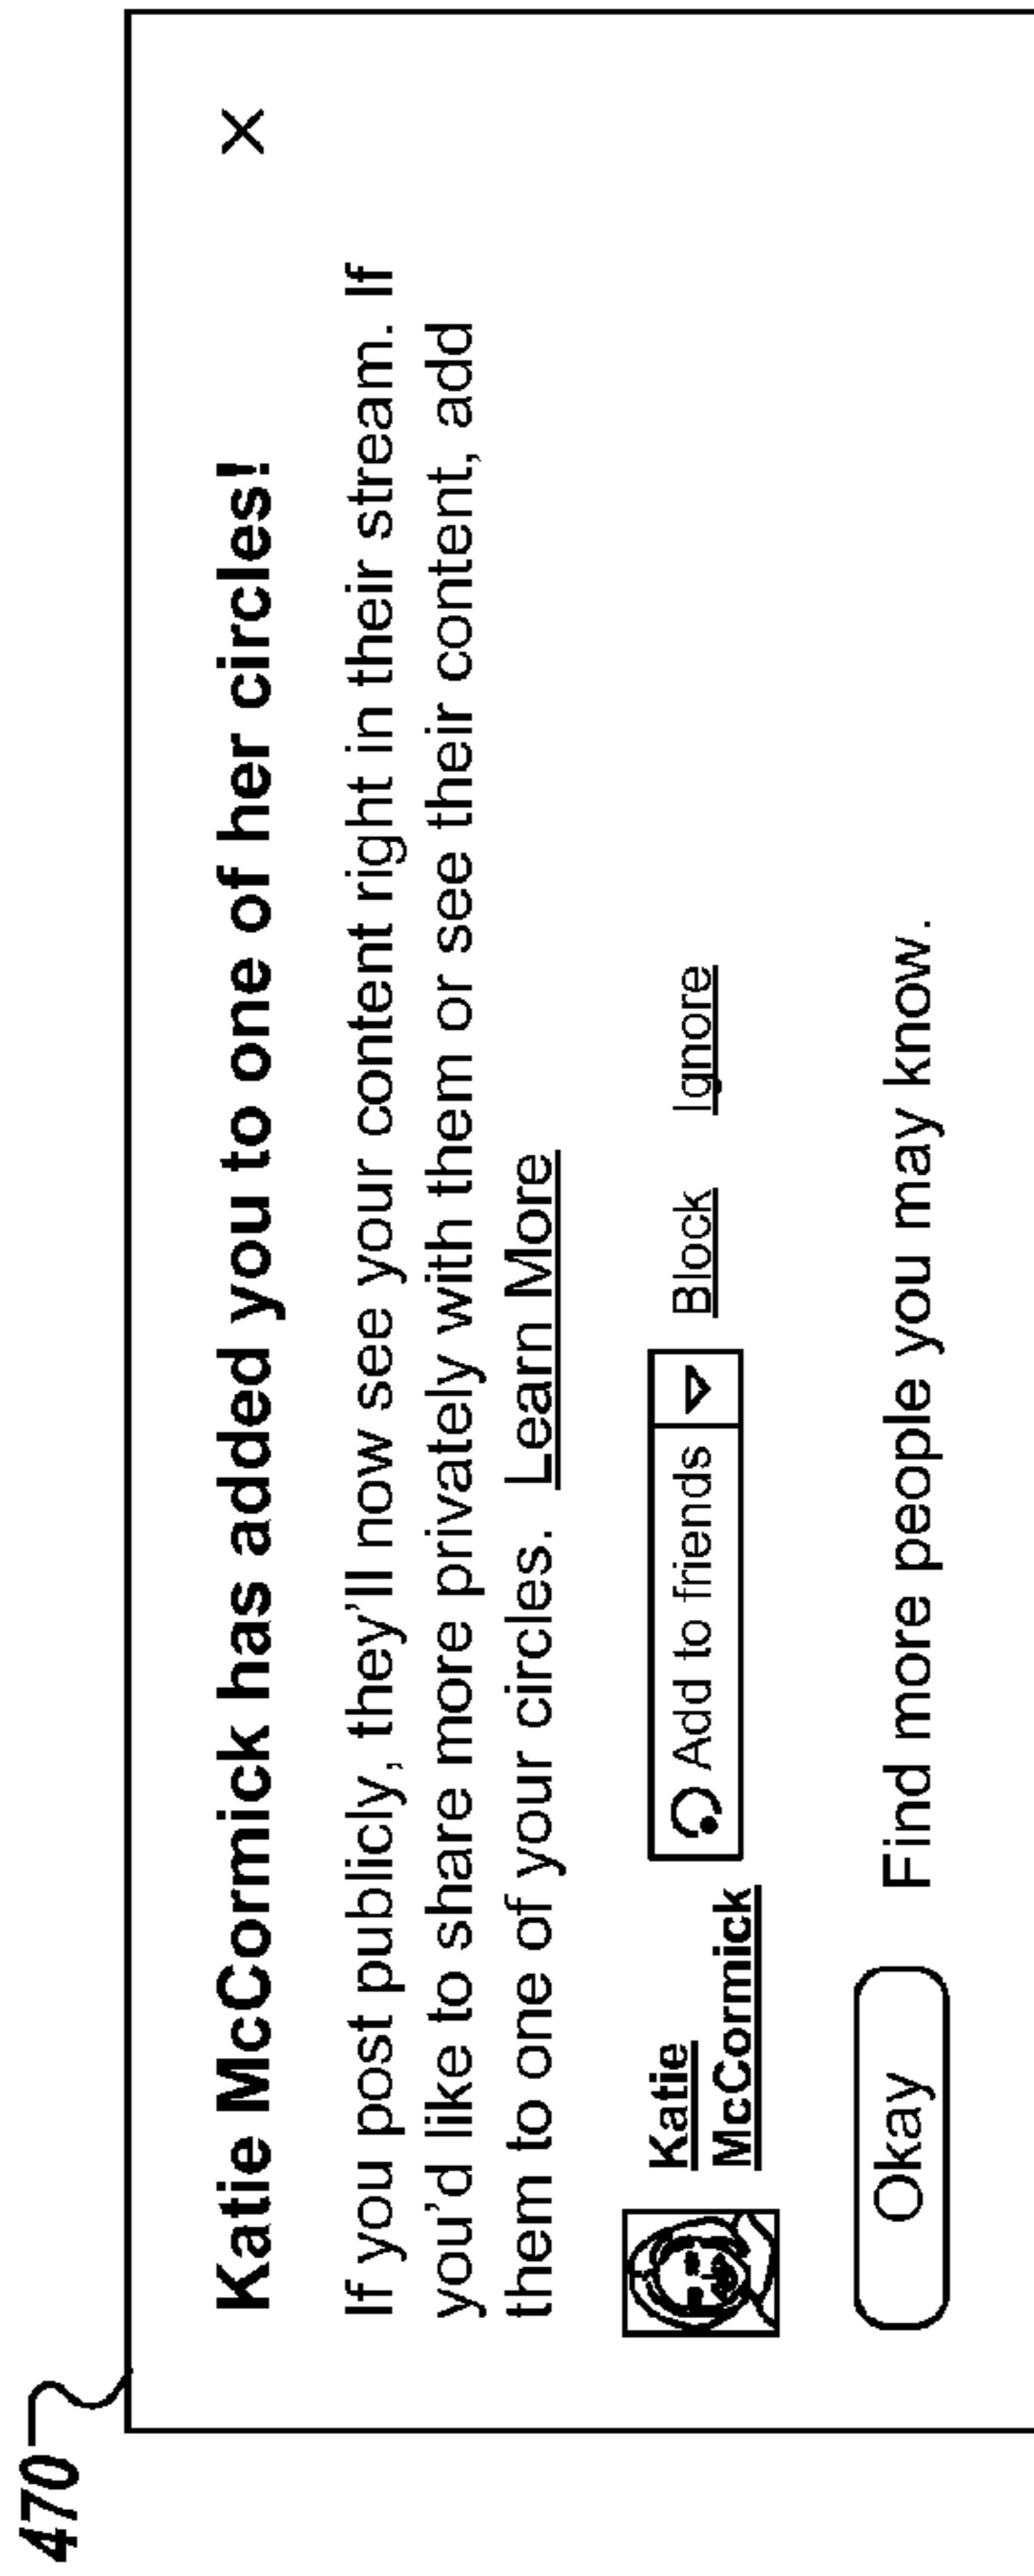 470
Katie McCormick has added you to one of her circles! X
If you post publicly, they'll now see your content right in their stream. If
you'd like to share more privately with them or see their content, add
them to one of your circles. Learn More
Katie
McCormick
Add to friends Block Ignore
Okay Find more people you may know.